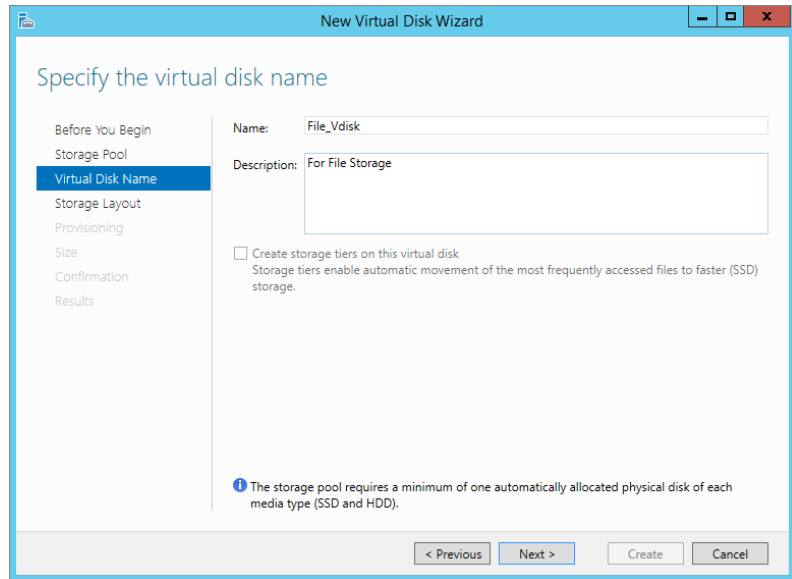 New Virtual Disk Wizard
Specify the virtual disk name
Before You Begin
Storage Pool
Virtual Disk Name
Storage Layout
Provisioning
Size
Confirmation
Results
Name:
File_Vdisk
Description:
For File Storage
Create storage tiers on this virtual disk
Storage tiers enable automatic movement of the most frequently accessed files to faster (SSD)
storage.
The storage pool requires a minimum of one automatically allocated physical disk of each
media type (SSD and HDD).
< Previous
Next >
Create
Cancel